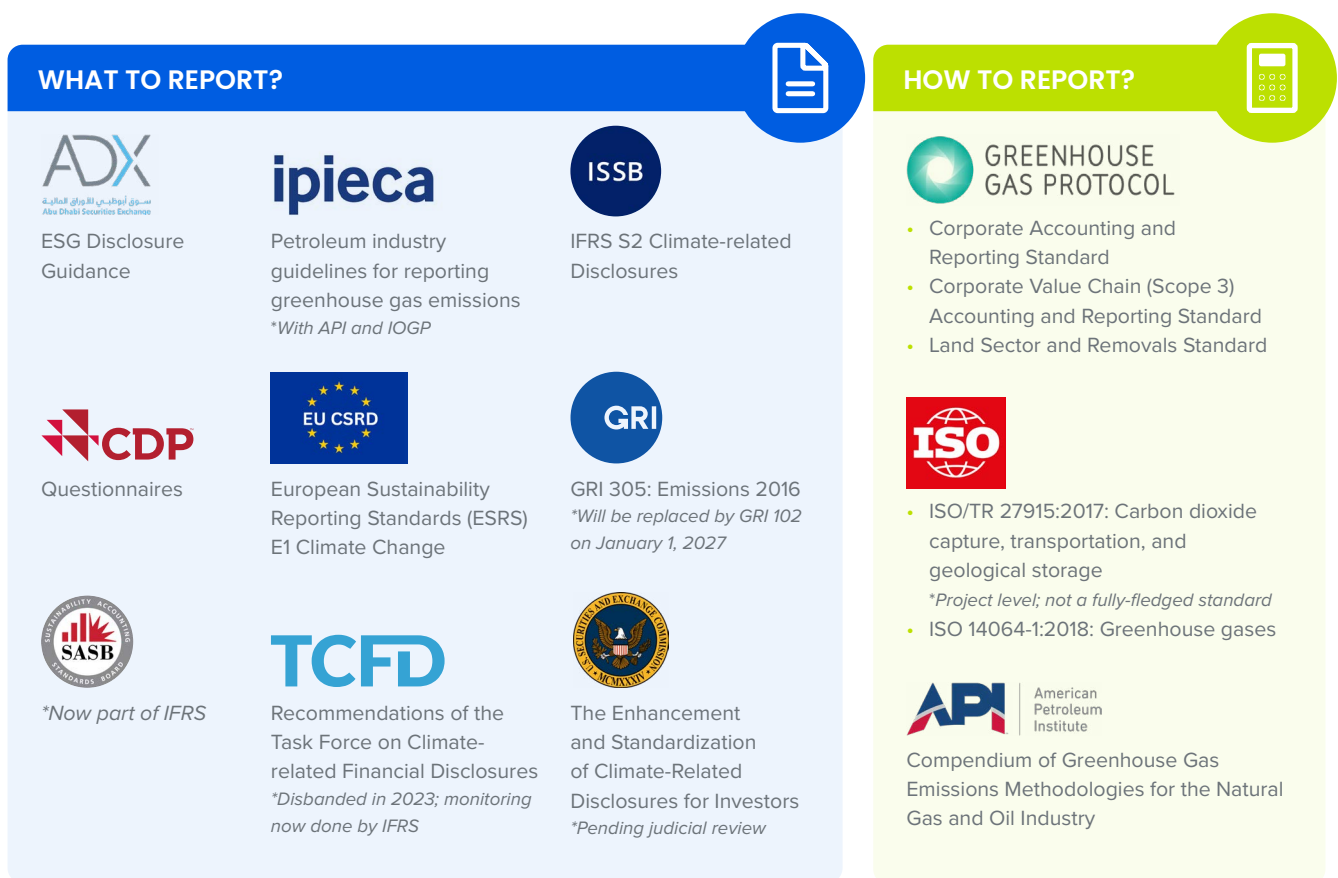 WHAT TO REPORT?
ADX
سوق أبوظبي للأوراق المالية
Abu Dhabi Securities Exchange
ESG Disclosure
Guidance
ipieca
Petroleum industry
guidelines for reporting
greenhouse gas emissions
*With API and IOGP
ISSB
IFRS S2 Climate-related
Disclosures
CDP
Questionnaires
EU CSRD
European Sustainability
Reporting Standards (ESRS)
E1 Climate Change
GRI
GRI 305: Emissions 2016
*Will be replaced by GRI 102
on January 1, 2027
SUSTAINABILITY ACCOUNTING
SASB
STANDARDS BOARD
*Now part of IFRS
TCFD
Recommendations of the
Task Force on Climate-
related Financial Disclosures
*Disbanded in 2023; monitoring
now done by IFRS
U.S. SECURITIES AND EXCHANGE COMMISSION
MCMXXXIV
The Enhancement
and Standardization
of Climate-Related
Disclosures for Investors
*Pending judicial review
HOW TO REPORT?
GREENHOUSE
GAS PROTOCOL
• Corporate Accounting and
Reporting Standard
• Corporate Value Chain (Scope 3)
Accounting and Reporting Standard
• Land Sector and Removals Standard
ISO
• ISO/TR 27915:2017: Carbon dioxide
capture, transportation, and
geological storage
*Project level; not a fully-fledged standard
• ISO 14064-1:2018: Greenhouse gases
API
American
Petroleum
Institute
Compendium of Greenhouse Gas
Emissions Methodologies for the Natural
Gas and Oil Industry